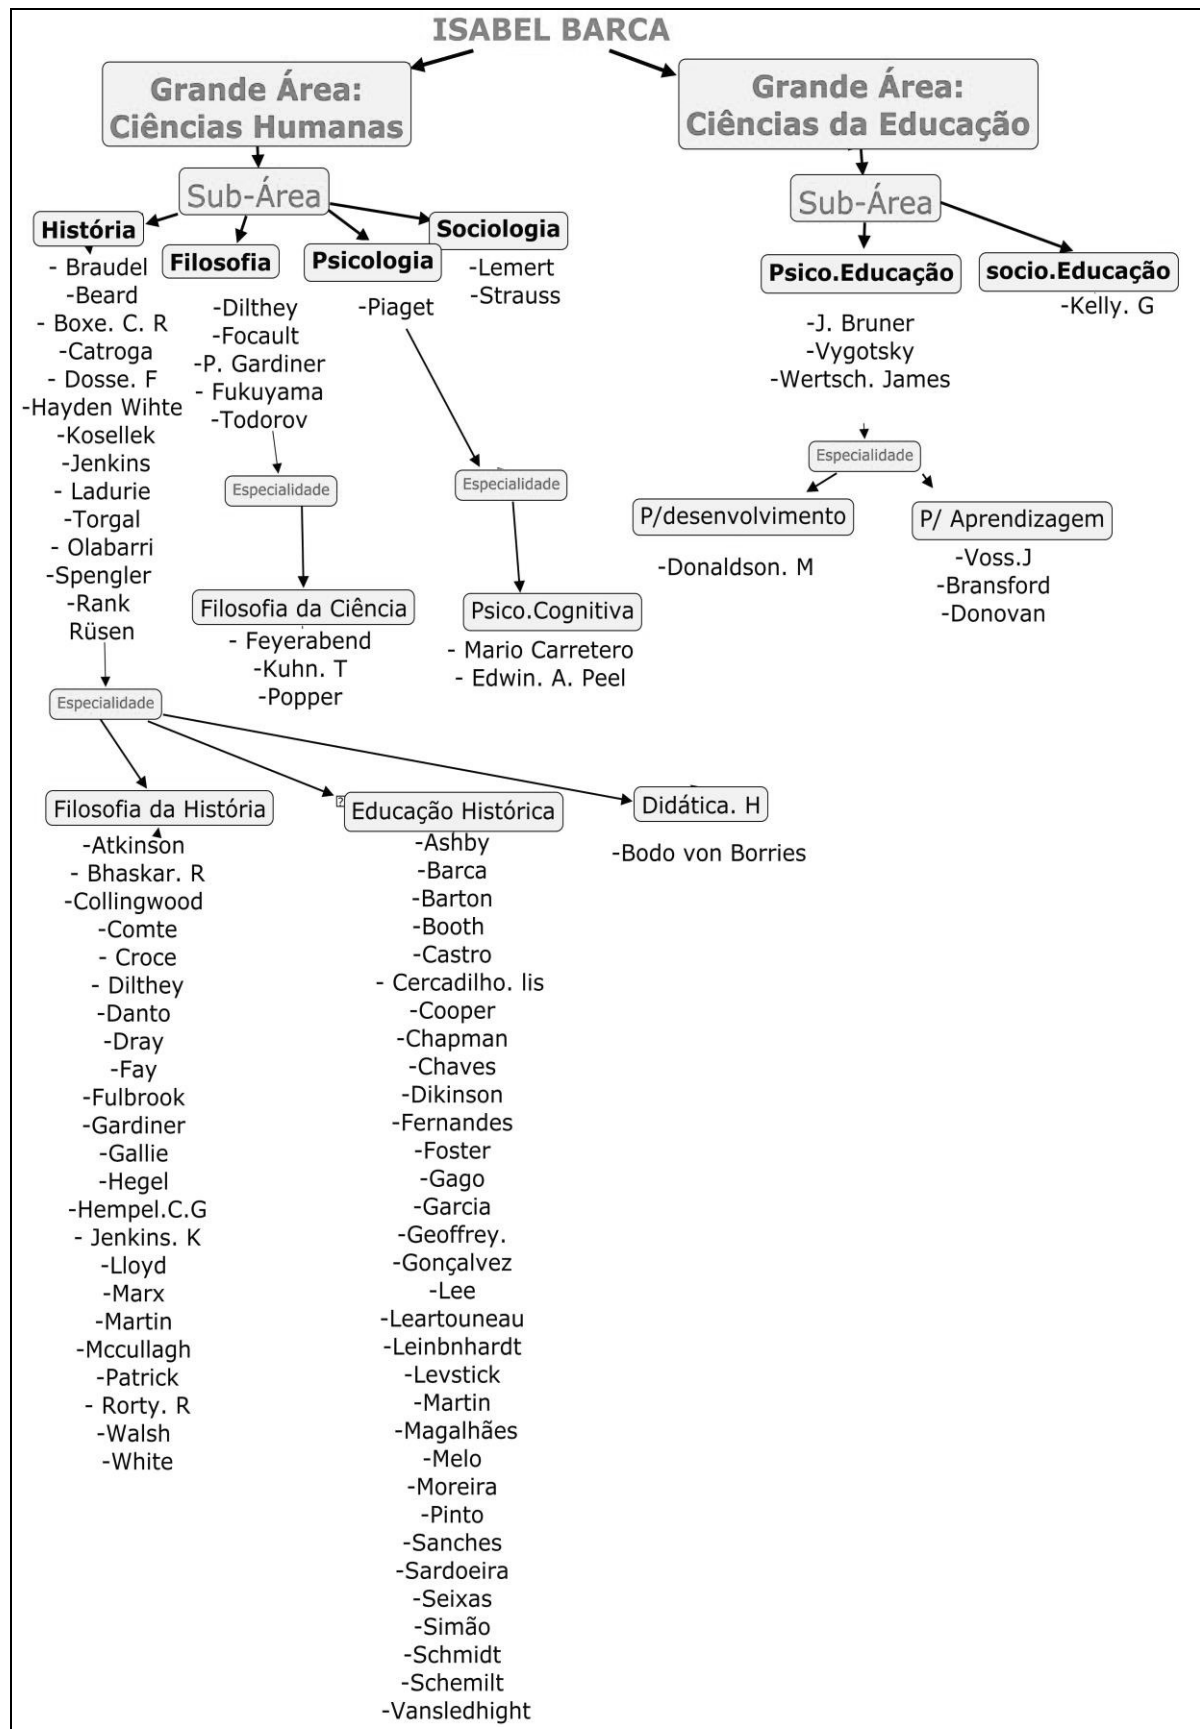 ISABEL BARCA
Grande Área:
Ciências Humanas
Sub-Área
História
- Braudel
-Beard
- Boxe. C. R
-Catroga
- Dosse. F
-Hayden Wihte
-Kosellek
-Jenkins
- Ladurie
-Torgal
- Olabarri
-Spengler
-Rank
Rüsen
Especialidade
Filosofia da História
-Atkinson
- Bhaskar. R
-Collingwood
-Comte
- Croce
- Dilthey
-Danto
-Dray
-Fay
-Fulbrook
-Gardiner
-Gallie
-Hegel
-Hempel.C.G
- Jenkins. K
-Lloyd
-Marx
-Martin
-Mccullagh
-Patrick
- Rorty. R
-Walsh
-White
Educação Histórica
-Ashby
-Barca
-Barton
-Booth
-Castro
- Cercadilho. lis
-Cooper
-Chapman
-Chaves
-Dikinson
-Fernandes
-Foster
-Gago
-Garcia
-Geoffrey.
-Gonçalvez
-Lee
-Leartouneau
-Leinbnhardt
-Levstick
-Martin
-Magalhães
-Melo
-Moreira
-Pinto
-Sanches
-Sardoeira
-Seixas
-Simão
-Schmidt
-Schemilt
-Vansledhight
Didática. H
-Bodo von Borries
Filosofia
-Dilthey
-Focault
-P. Gardiner
- Fukuyama
-Todorov
Especialidade
Filosofia da Ciência
- Feyerabend
-Kuhn. T
-Popper
Psicologia
-Piaget
Especialidade
Psico.Cognitiva
- Mario Carretero
- Edwin. A. Peel
Sociologia
-Lemert
-Strauss
Grande Área:
Ciências da Educação
Sub-Área
Psico.Educação
-J. Bruner
-Vygotsky
-Wertsch. James
Especialidade
P/desenvolvimento
-Donaldson. M
P/ Aprendizagem
-Voss.J
-Bransford
-Donovan
socio.Educação
-Kelly. G